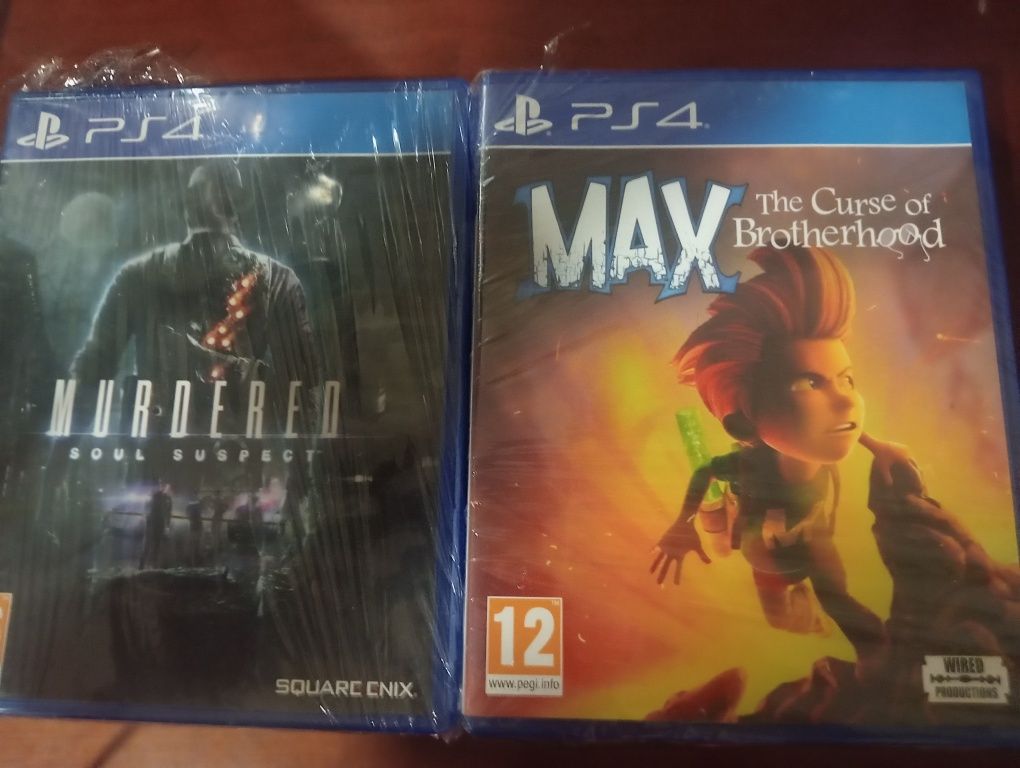 PS4
MURDERED
SOUL SUSPECT
SQUARE ENIX
PS4
MAX
The Curse of
Brotherhood
M
12
www.pegi.info
WIRED
PRODUCTIONS